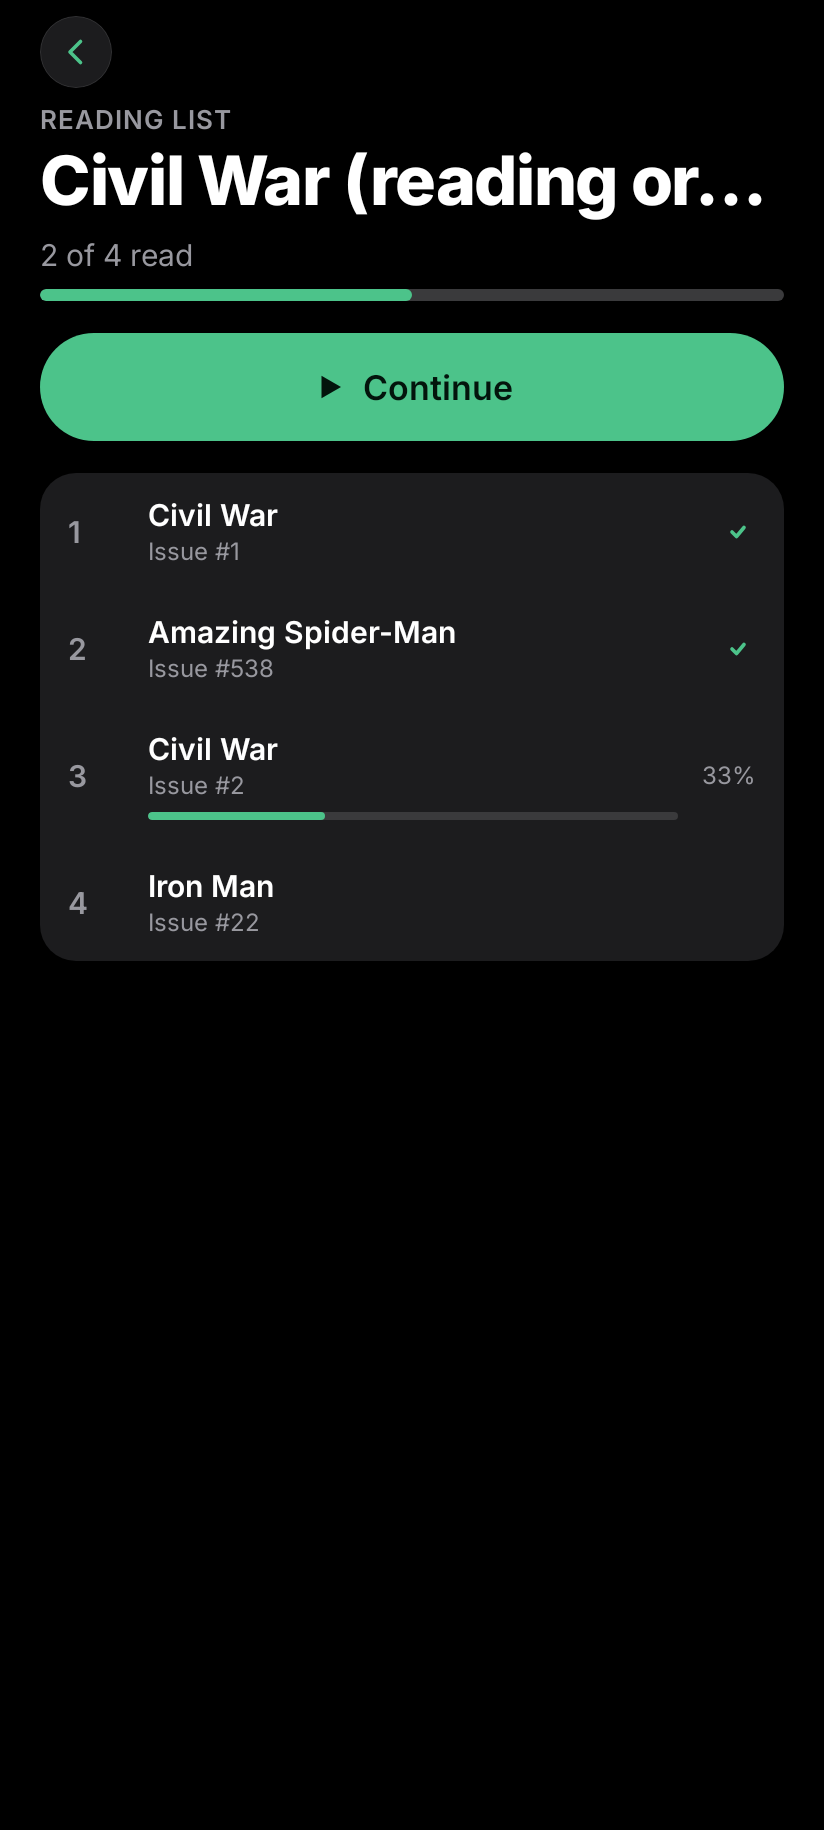 READING LIST
Civil War (reading or…
2 of 4 read
Continue
1
Civil War
Issue #1
2
Amazing Spider-Man
Issue #538
3
Civil War
Issue #2
33%
4
Iron Man
Issue #22